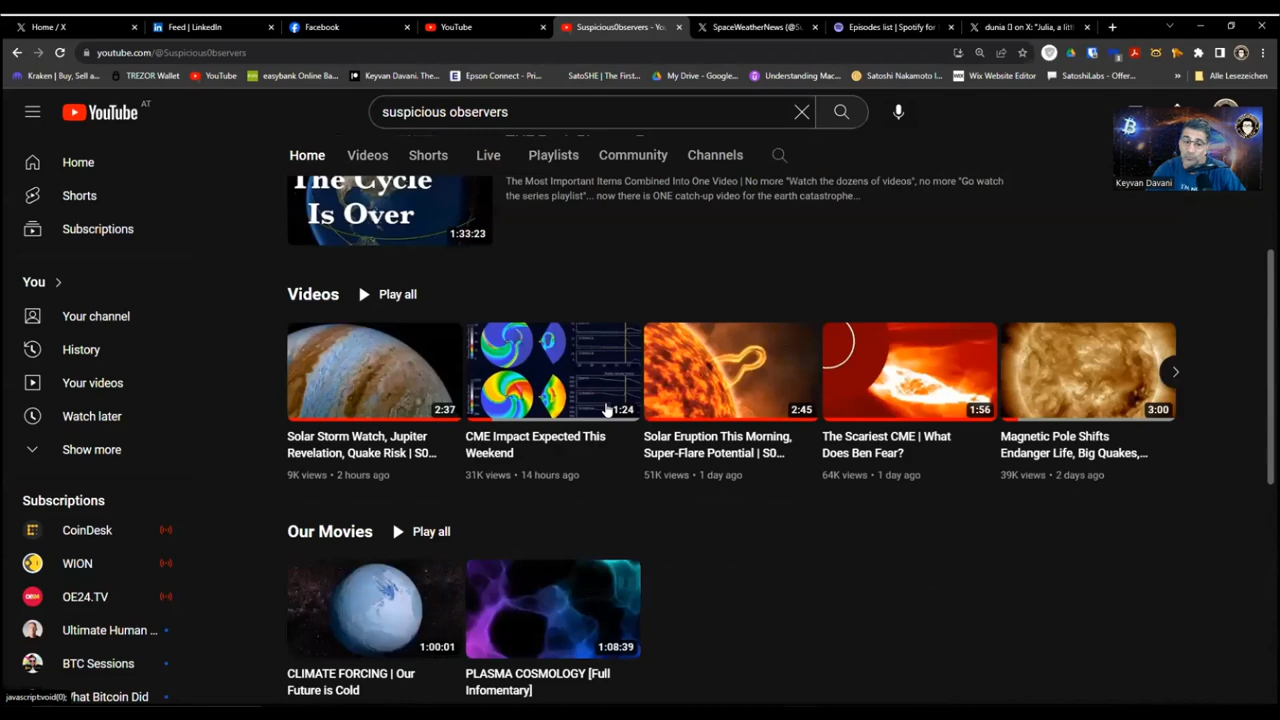 Home / X
Feed | LinkedIn
Facebook
YouTube
Suspicious0bservers - Yo
SpaceWeatherNews (@Su
Episodes list | Spotify for
dunia on X: "Julia, a litt
youtube.com/@Suspicious0bservers
Kraken | Buy, Sell a...
TREZOR Wallet
YouTube
easybank Online Ba...
Keyvan Davani. The...
Epson Connect - Pri...
SatoSHE | The First...
My Drive - Google...
Understanding Mac...
Satoshi Nakamoto I...
Wix Website Editor
SatoshiLabs - Offer...
»
Alle Lesezeichen
YouTube AT
suspicious observers
Keyvan Davani
Home
Videos
Shorts
Live
Playlists
Community
Channels
Home
Shorts
Subscriptions
You
Your channel
History
Your videos
Watch later
Show more
Subscriptions
CoinDesk
WION
OE24.TV
Ultimate Human ...
BTC Sessions
What Bitcoin Did
The Cycle
Is Over
1:33:23
The Most Important Items Combined Into One Video | No more "Watch the dozens of videos", no more "Go watch
the series playlist"... now there is ONE catch-up video for the earth catastrophe...
Videos
Play all
2:37
Solar Storm Watch, Jupiter
Revelation, Quake Risk | S0...
9K views • 2 hours ago
1:24
CME Impact Expected This
Weekend
31K views • 14 hours ago
2:45
Solar Eruption This Morning,
Super-Flare Potential | S0...
51K views • 1 day ago
1:56
The Scariest CME | What
Does Ben Fear?
64K views • 1 day ago
3:00
Magnetic Pole Shifts
Endanger Life, Big Quakes,...
39K views • 2 days ago
Our Movies
Play all
1:00:01
CLIMATE FORCING | Our
Future is Cold
1:08:39
PLASMA COSMOLOGY [Full
Infomentary]
javascript:void(0);